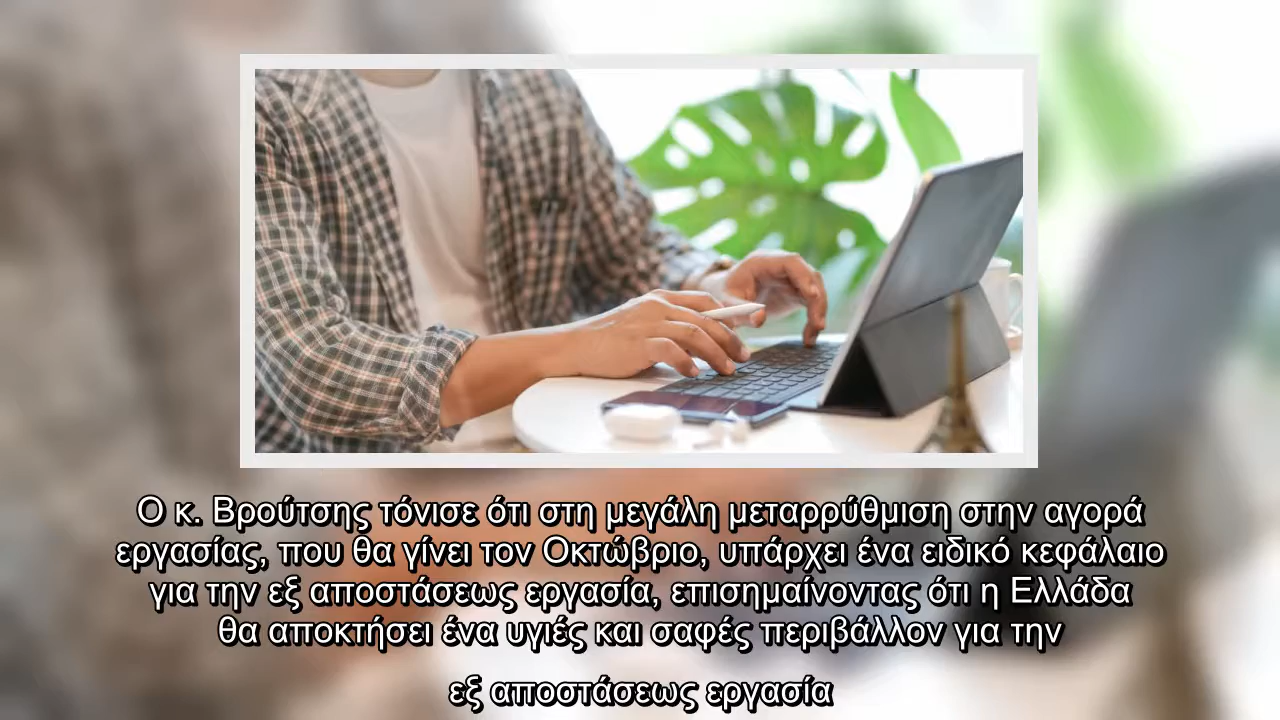 Ο κ. Βρούτσης τόνισε ότι στη μεγάλη μεταρρύθμιση στην αγορά
εργασίας, που θα γίνει τον Οκτώβριο, υπάρχει ένα ειδικό κεφάλαιο
για την εξ αποστάσεως εργασία, επισημαίνοντας ότι η Ελλάδα
θα αποκτήσει ένα υγιές και σαφές περιβάλλον για την
εξ αποστάσεως εργασία